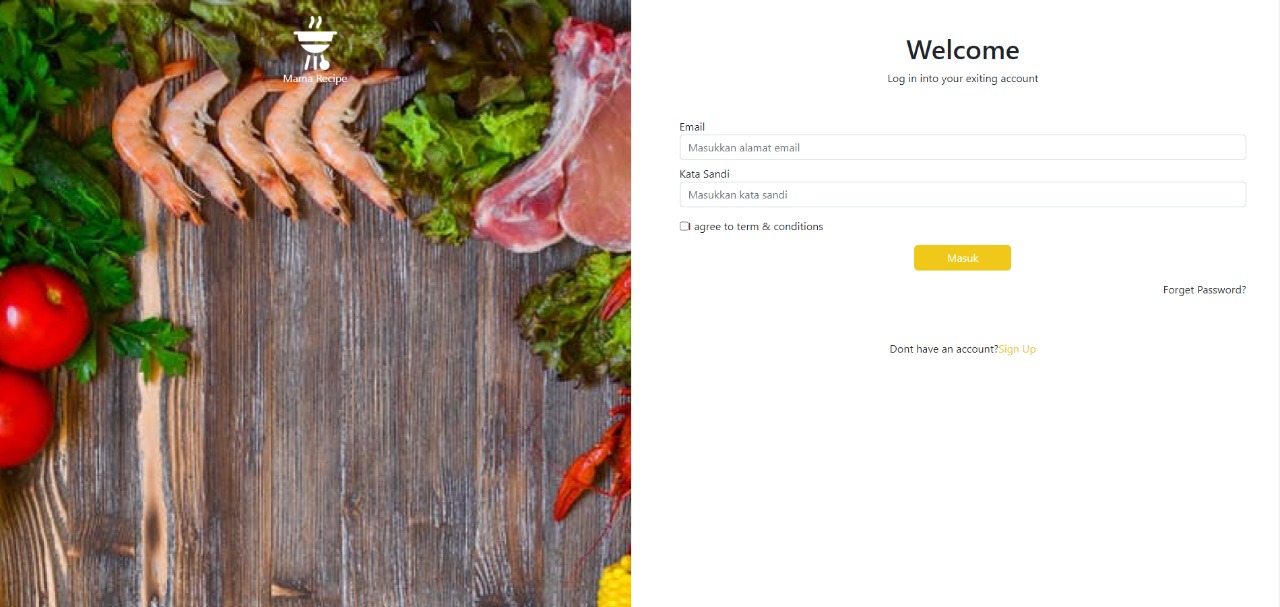 Mama Recipe
Welcome
Log in into your exiting account
Email
Masukkan alamat email
Kata Sandi
Masukkan kata sandi
I agree to term & conditions
Masuk
Forget Password?
Dont have an account?Sign Up